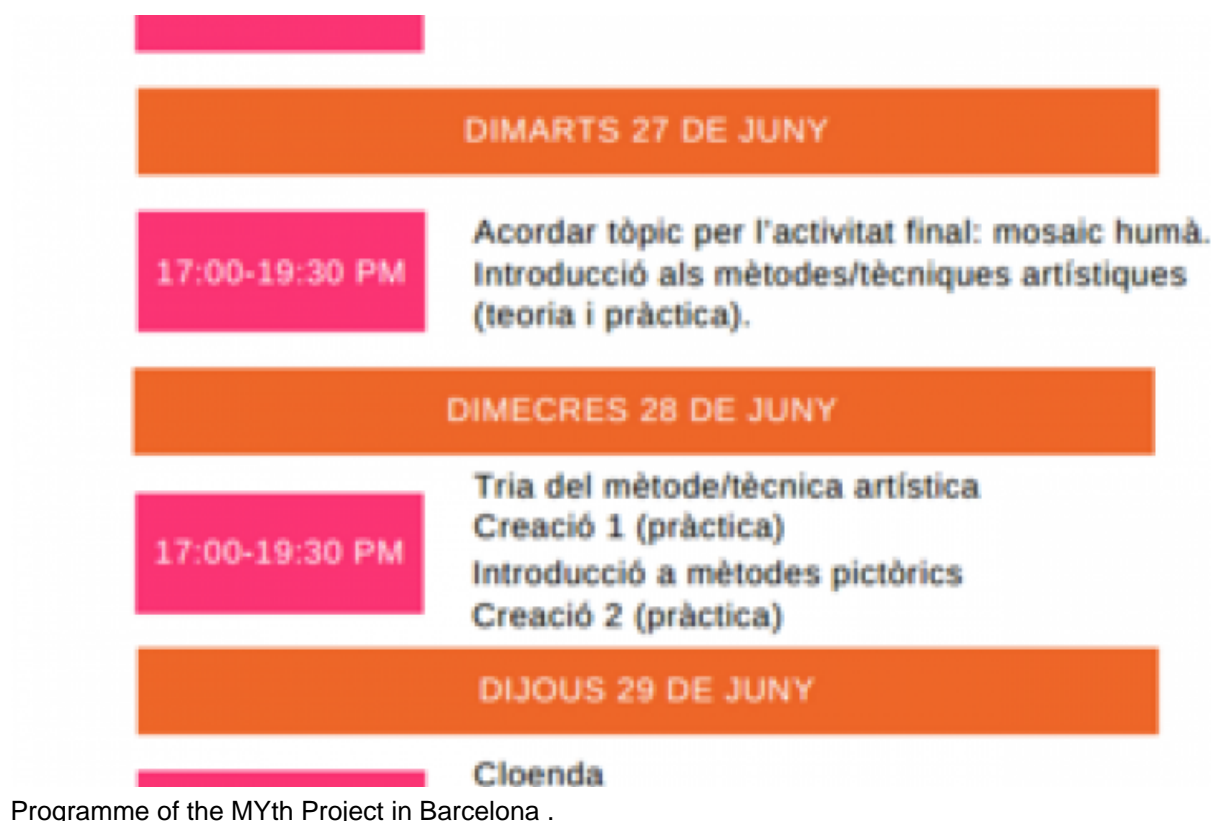 DIMARTS 27 DE JUNY
17:00-19:30 PM
Acordar tòpic per l'activitat final: mosaic humà.
Introducció als mètodes/tècniques artístiques
(teoria i pràctica).
DIMECRES 28 DE JUNY
17:00-19:30 PM
Tria del mètode/tècnica artística
Creació 1 (pràctica)
Introducció a mètodes pictòrics
Creació 2 (pràctica)
DIJOUS 29 DE JUNY
Cloenda
Programme of the MYth Project in Barcelona .